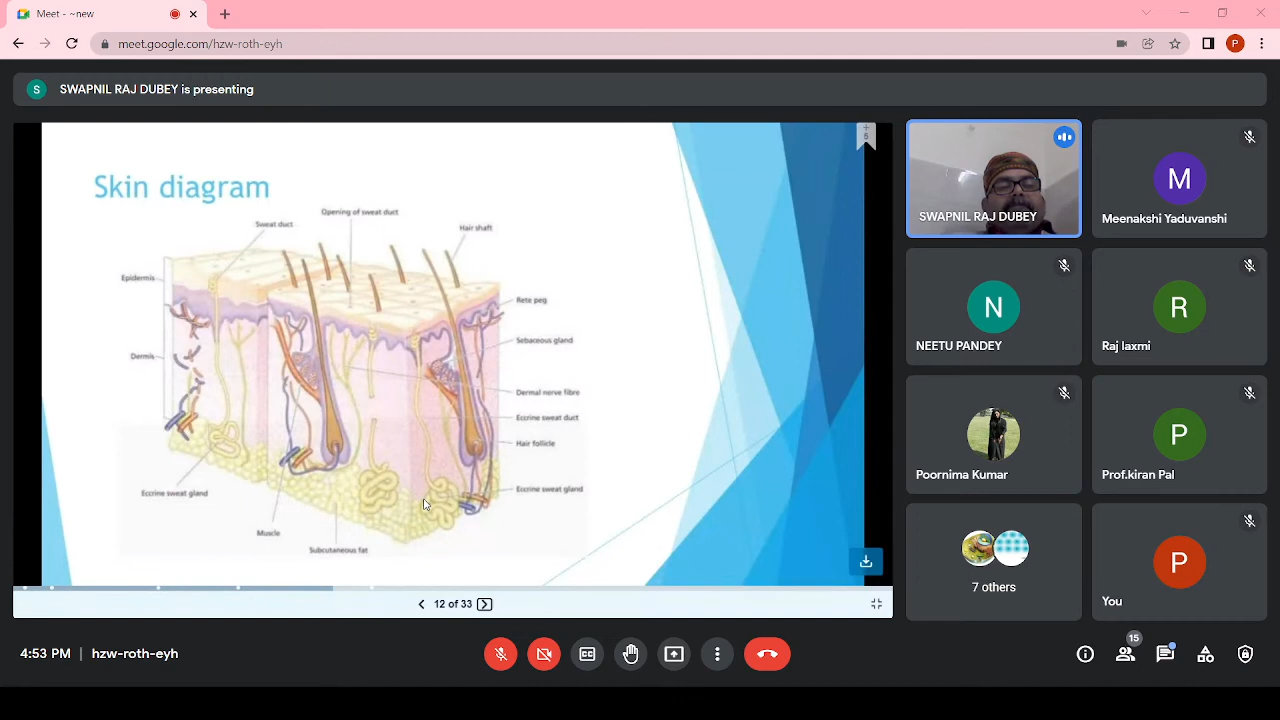 Meet - ~new
meet.google.com/hzw-roth-eyh
P
S SWAPNIL RAJ DUBEY is presenting
Skin diagram
Sweat duct
Opening of sweat duct
Hair shaft
Epidermis
Rete peg
Sebaceous gland
Dermis
Dermal nerve fibre
Eccrine sweat duct
Hair follicle
Eccrine sweat gland
Eccrine sweat gland
Muscle
Subcutaneous fat
12 of 33
SWAPNIL RAJ DUBEY
M
Meenakshi Yaduvanshi
N
NEETU PANDEY
R
Raj laxmi
Poornima Kumar
P
Prof.kiran Pal
7 others
P
You
4:53 PM | hzw-roth-eyh
15